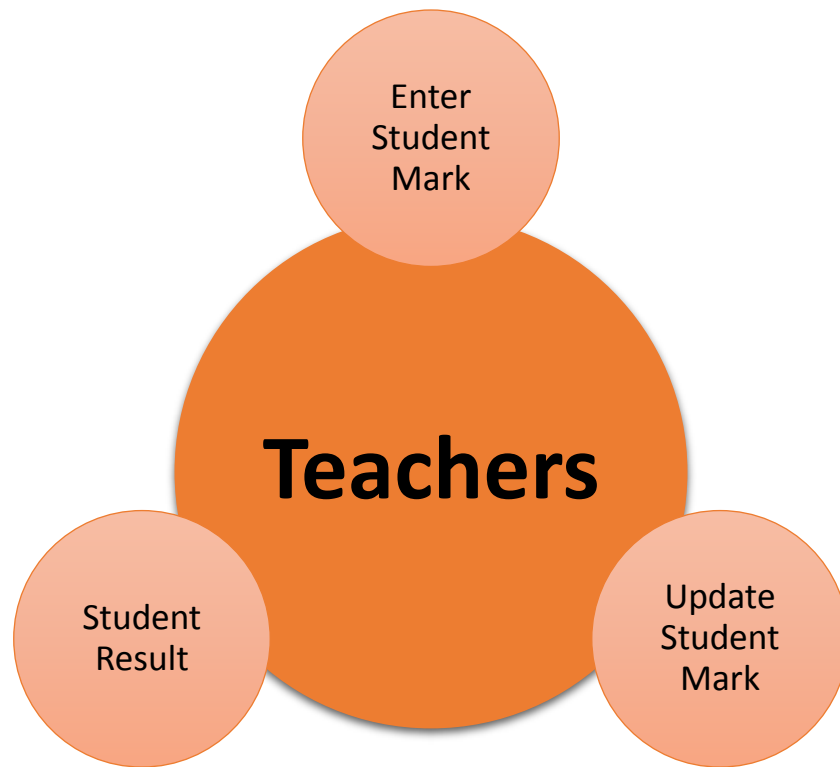 Enter
Student
Mark
Teachers
Student
Result
Update
Student
Mark